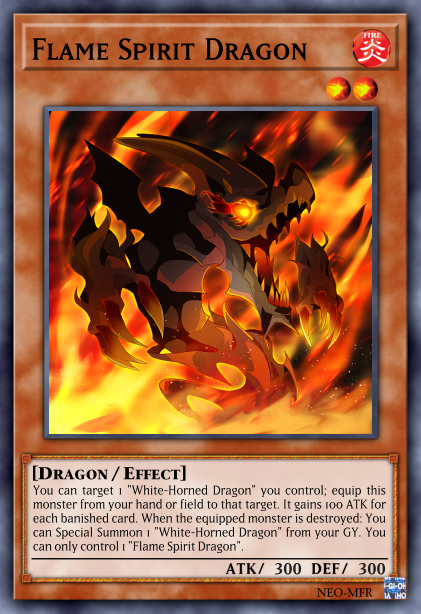 FLAME SPIRIT DRAGON
FIRE
炎
[DRAGON / EFFECT]
You can target 1 "White-Horned Dragon" you control; equip this
monster from your hand or field to that target. It gains 100 ATK for
each banished card. When the equipped monster is destroyed: You
can Special Summon 1 "White-Horned Dragon" from your GY. You
can only control 1 "Flame Spirit Dragon".
ATK/ 300 DEF/ 300
NEO-MFR